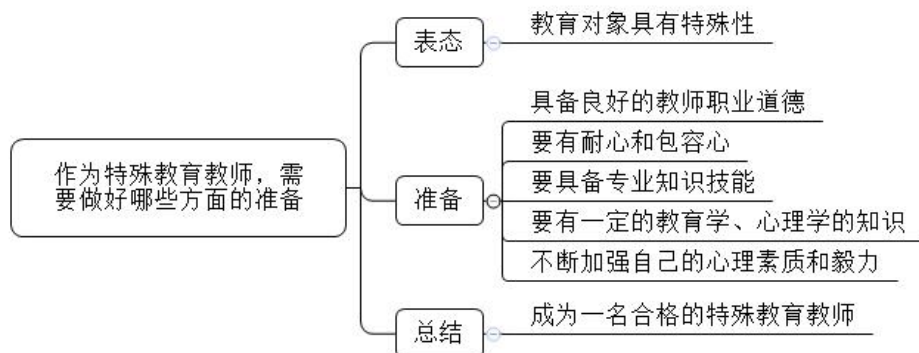 作为特殊教育教师，需
要做好哪些方面的准备
表态
教育对象具有特殊性
准备
具备良好的教师职业道德
要有耐心和包容心
要具备专业知识技能
要有一定的教育学、心理学的知识
不断加强自己的心理素质和毅力
总结
成为一名合格的特殊教育教师